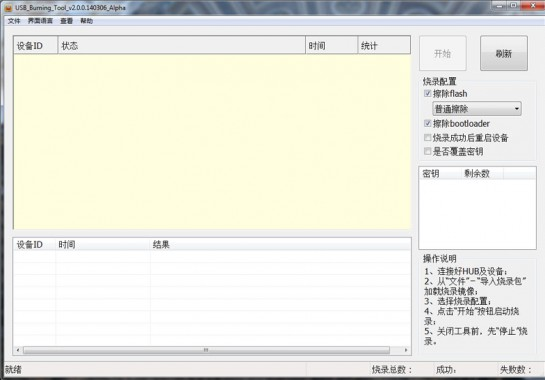 USB_Burning_Tool_v2.0.0.140306_Alpha
文件 界面语言 查看 帮助
设备ID 状态 时间 统计
开始 刷新
烧录配置
擦除flash
普通擦除
擦除bootloader
烧录成功后重启设备
是否覆盖密钥
密钥 剩余数
设备ID 时间 结果
操作说明
1、连接好HUB及设备;
2、从“文件”－“导入烧录包”
加载烧录镜像;
3、选择烧录配置;
4、点击“开始”按钮启动烧
录;
5、关闭工具前，先“停止”烧
录。
就绪 烧录总数： 成功： 失败数：